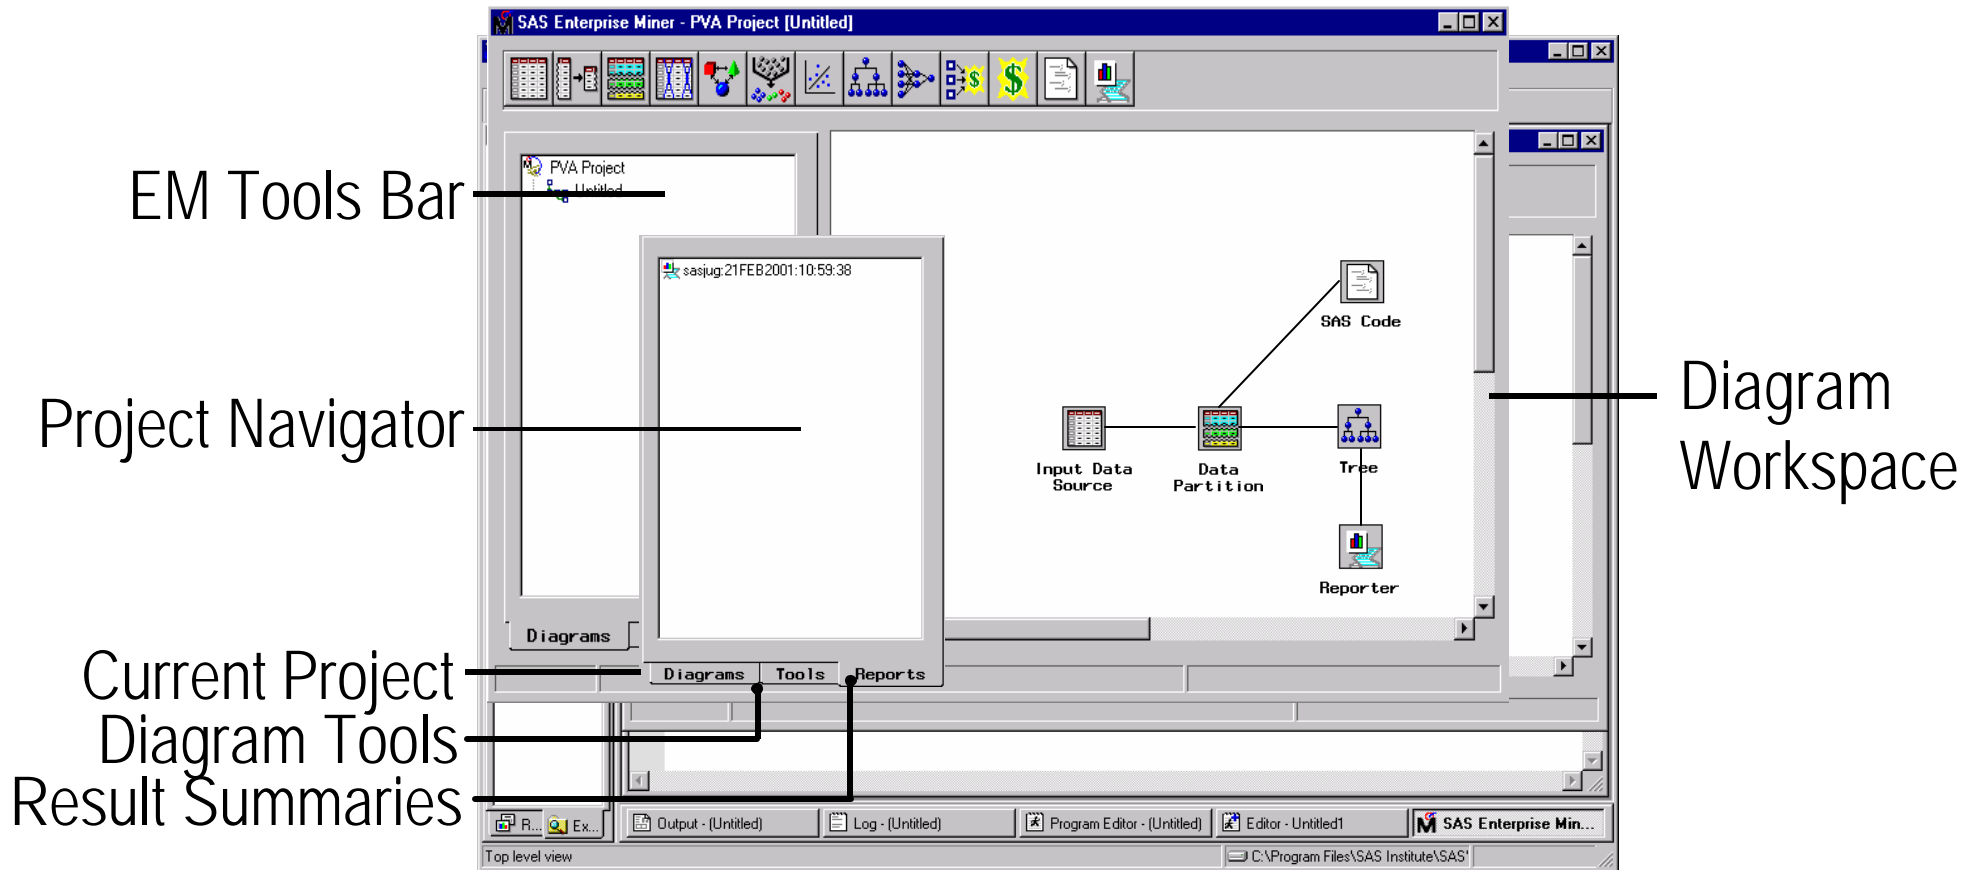 SAS Enterprise Miner - PVA Project [Untitled]
PVA Project
Untitled
EM Tools Bar
sasjug:21FEB2001:10:59:38
SAS Code
Project Navigator
Diagram
Workspace
Input Data
Source
Data
Partition
Tree
Reporter
Diagrams
Current Project
Diagrams
Tools
Reports
Diagram Tools
Result Summaries
R...
Ex...
Output - (Untitled)
Log - (Untitled)
Program Editor - (Untitled)
Editor - Untitled1
SAS Enterprise Min...
Top level view
C:\Program Files\SAS Institute\SAS'